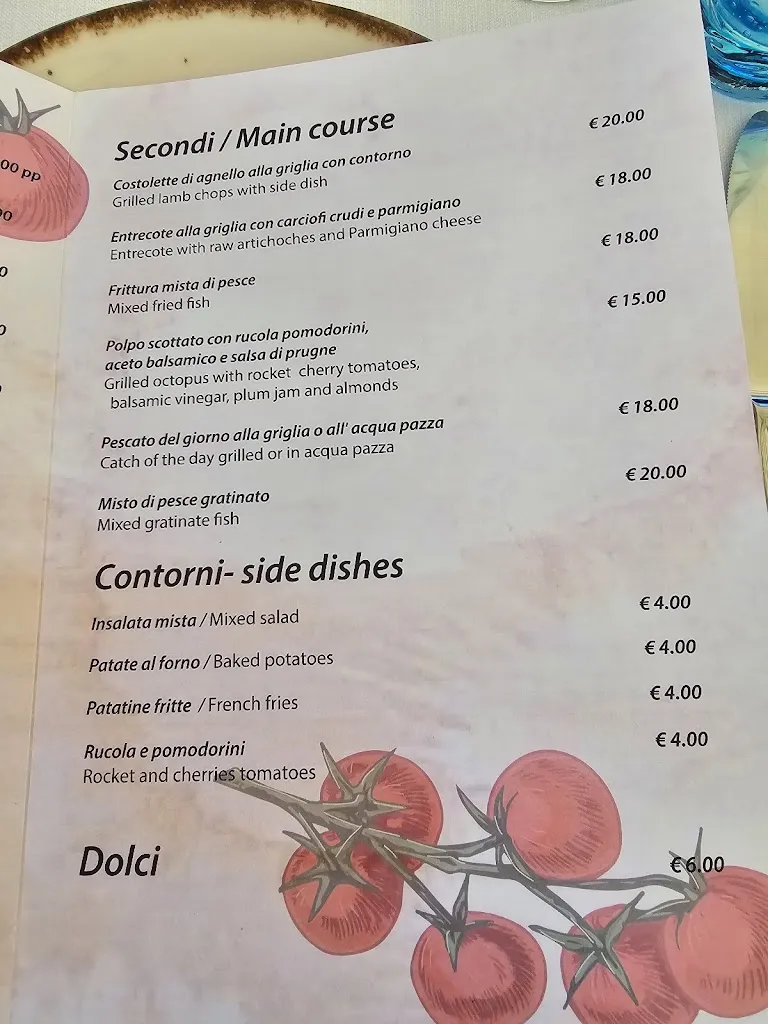 Secondi / Main course
Costolette di agnello alla griglia con contorno € 20.00
Grilled lamb chops with side dish
Entrecote alla griglia con carciofi crudi e parmigiano € 18.00
Entrecote with raw artichoches and Parmigiano cheese
Frittura mista di pesce € 18.00
Mixed fried fish
Polpo scottato con rucola pomodorini, € 15.00
aceto balsamico e salsa di prugne
Grilled octopus with rocket cherry tomatoes,
balsamic vinegar, plum jam and almonds
Pescato del giorno alla griglia o all' acqua pazza € 18.00
Catch of the day grilled or in acqua pazza
Misto di pesce gratinato € 20.00
Mixed gratinate fish
Contorni- side dishes
Insalata mista / Mixed salad € 4.00
Patate al forno / Baked potatoes € 4.00
Patatine fritte / French fries € 4.00
Rucola e pomodorini € 4.00
Rocket and cherries tomatoes
Dolci € 6.00